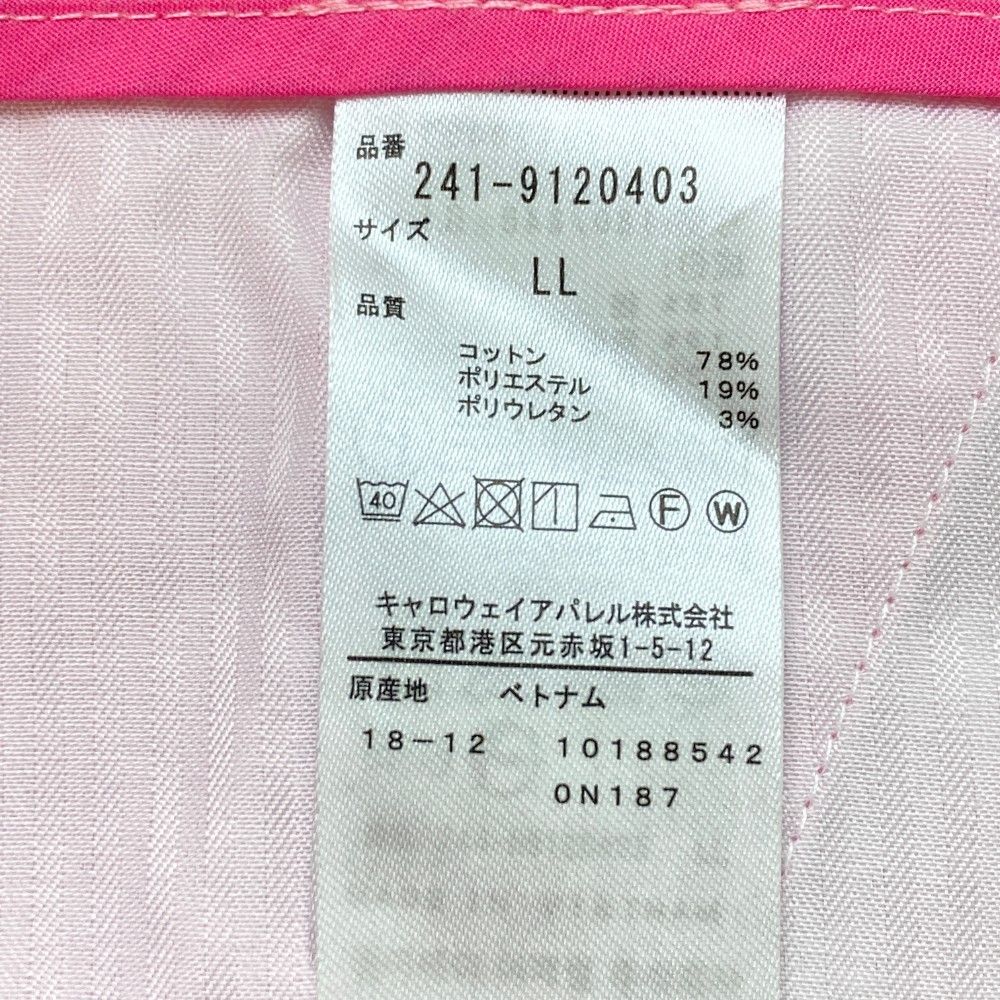 品番
241-9120403
サイズ
LL
品質
コットン 78%
ポリエステル 19%
ポリウレタン 3%
40 F W
キャロウェイアパレル株式会社
東京都港区元赤坂1-5-12
原産地 ベトナム
18-12 10188542
0N187